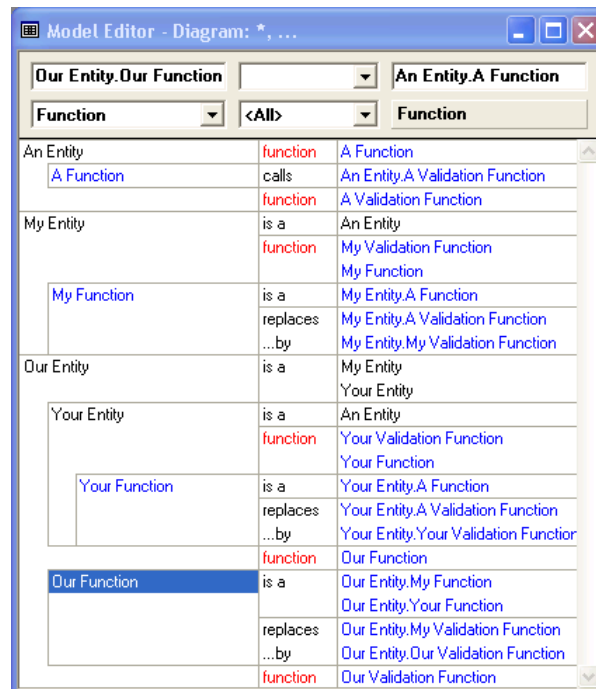 Model Editor - Diagram: *, ...
Our Entity.Our Function An Entity.A Function
Function <All> Function
An Entity function A Function
A Function calls An Entity.A Validation Function
function A Validation Function
My Entity is a An Entity
function My Validation Function
My Function
My Function is a My Entity.A Function
replaces My Entity.A Validation Function
...by My Entity.My Validation Function
Our Entity is a My Entity
Your Entity
Your Entity is a An Entity
function Your Validation Function
Your Function
Your Function is a Your Entity.A Function
replaces Your Entity.A Validation Function
...by Your Entity.Your Validation Function
function Our Function
Our Function is a Our Entity.My Function
Our Entity.Your Function
replaces Our Entity.My Validation Function
...by Our Entity.Our Validation Function
function Our Validation Function